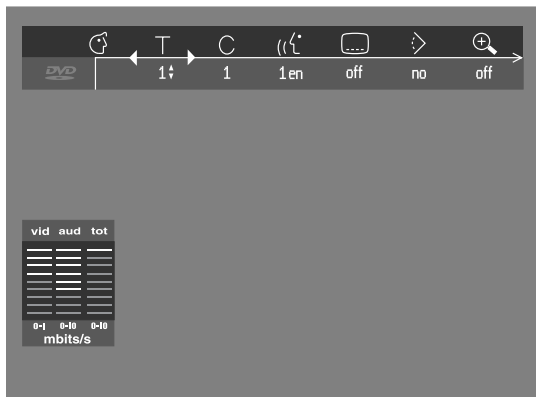 T C
DVD 1 1 1en off no off
vid aud tot
0-1 0-10 0-10
mbits/s